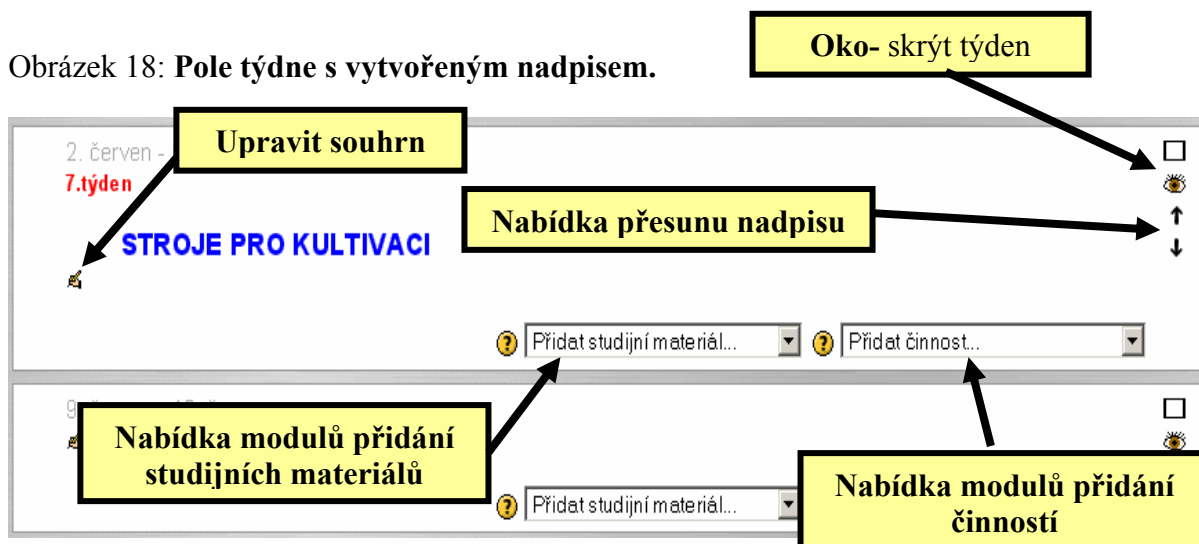 Oko- skrýt týden
Obrázek 18: Pole týdne s vytvořeným nadpisem.
Upravit souhrn
2. červen -
7.týden
Nabídka přesunu nadpisu
STROJE PRO KULTIVACI
Přidat studijní materiál... Přidat činnost...
Nabídka modulů přidání
studijních materiálů
Nabídka modulů přidání
činností
Přidat studijní materiál...